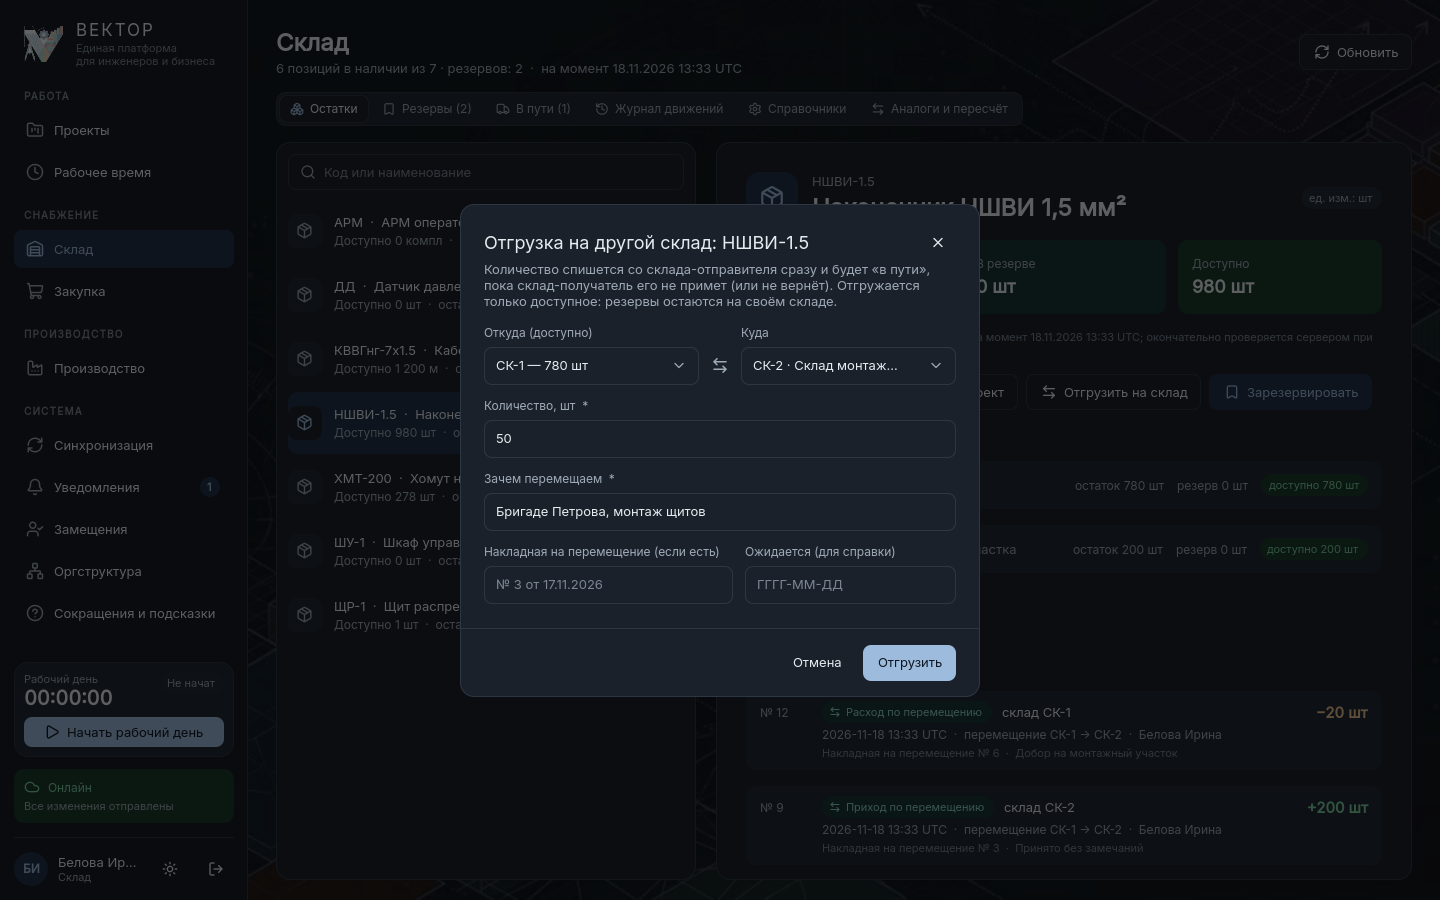 ВЕКТОР
Единая платформа
для инженеров и бизнеса
РАБОТА
Проекты
Рабочее время
СНАБЖЕНИЕ
Склад
Закупка
ПРОИЗВОДСТВО
Производство
СИСТЕМА
Синхронизация
Уведомления 1
Замещения
Оргструктура
Сокращения и подсказки
Рабочий день
Не начат
00:00:00
Начать рабочий день
Онлайн
Все изменения отправлены
БИ
Белова Ир...
Склад
Склад
6 позиций в наличии из 7 · резервов: 2 · на момент 18.11.2026 13:33 UTC
Обновить
Остатки
Резервы (2)
В пути (1)
Журнал движений
Справочники
Аналоги и пересчёт
Код или наименование
АРМ · АРМ операт
Доступно 0 компл ·
ДД · Датчик давле
Доступно 0 шт · ост
КВВГнг-7х1.5 · Кабе
Доступно 1 200 м · о
НШВИ-1.5 · Наконе
Доступно 980 шт · о
ХМТ-200 · Хомут н
Доступно 278 шт · о
ШУ-1 · Шкаф управ
Доступно 0 шт · оста
ЩР-1 · Щит распре
Доступно 1 шт · оста
НШВИ-1.5
НШВИ 1,5 мм²
ед. изм.: шт
В резерве
0 шт
Доступно
980 шт
на момент 18.11.2026 13:33 UTC; окончательно проверяется сервером при
Отгрузить на склад
Зарезервировать
остаток 780 шт резерв 0 шт доступно 780 шт
остаток 200 шт резерв 0 шт доступно 200 шт
№ 12 Расход по перемещению склад СК-1 −20 шт
2026-11-18 13:33 UTC · перемещение СК-1 → СК-2 · Белова Ирина
Накладная на перемещение № 6 · Добор на монтажный участок
№ 9 Приход по перемещению склад СК-2 +200 шт
2026-11-18 13:33 UTC · перемещение СК-1 → СК-2 · Белова Ирина
Накладная на перемещение № 3 · Принято без замечаний
Отгрузка на другой склад: НШВИ-1.5
Количество спишется со склада-отправителя сразу и будет «в пути»,
пока склад-получатель его не примет (или не вернёт). Отгружается
только доступное: резервы остаются на своём складе.
Откуда (доступно)
Куда
СК-1 — 780 шт
СК-2 · Склад монтаж...
Количество, шт *
50
Зачем перемещаем *
Бригаде Петрова, монтаж щитов
Накладная на перемещение (если есть)
Ожидается (для справки)
№ 3 от 17.11.2026
ГГГГ-ММ-ДД
Отмена
Отгрузить